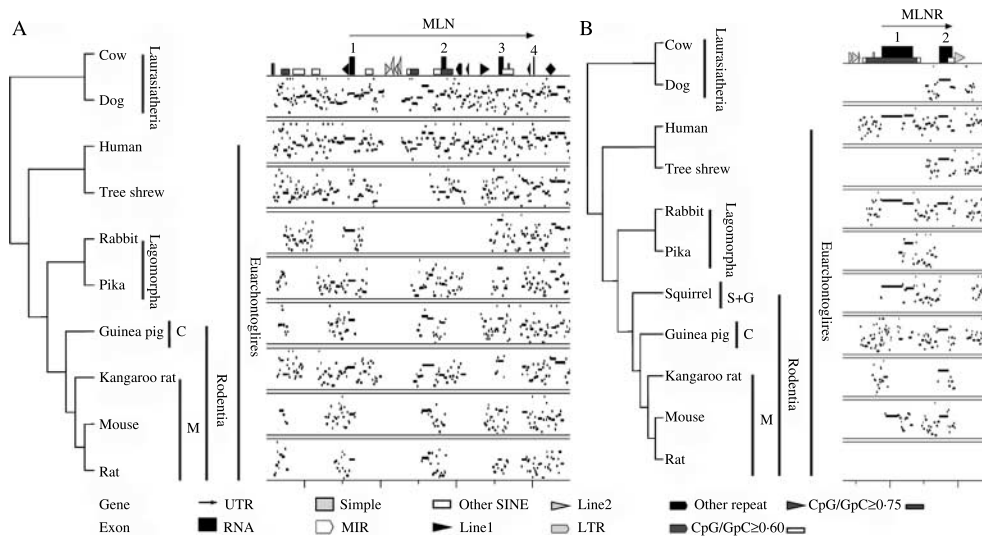 A
MLN
1
2
3
4
Cow
Dog
Laurasiatheria
Human
Tree shrew
Rabbit
Pika
Lagomorpha
Guinea pig
C
Kangaroo rat
Mouse
Rat
M
Rodentia
Euarchontoglires
B
MLNR
1
2
Cow
Dog
Laurasiatheria
Human
Tree shrew
Rabbit
Pika
Lagomorpha
Squirrel
S+G
Guinea pig
C
Kangaroo rat
Mouse
Rat
M
Rodentia
Euarchontoglires
Gene UTR Simple Other SINE Line2 Other repeat CpG/GpC≥0·75
Exon RNA MIR Line1 LTR CpG/GpC≥0·60